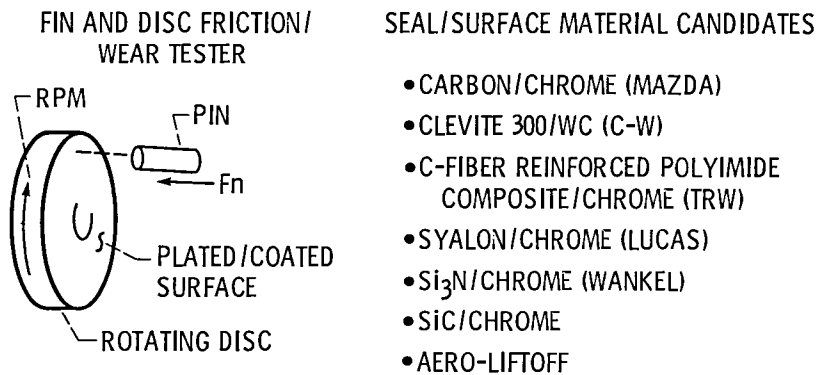 FIN AND DISC FRICTION/
WEAR TESTER
RPM
PIN
Fn
PLATED/COATED
SURFACE
ROTATING DISC
SEAL/SURFACE MATERIAL CANDIDATES
•CARBON/CHROME (MAZDA)
•CLEVITE 300/WC (C-W)
•C-FIBER REINFORCED POLYIMIDE
COMPOSITE/CHROME (TRW)
•SYALON/CHROME (LUCAS)
•Si3N/CHROME (WANKEL)
•SiC/CHROME
•AERO-LIFTOFF